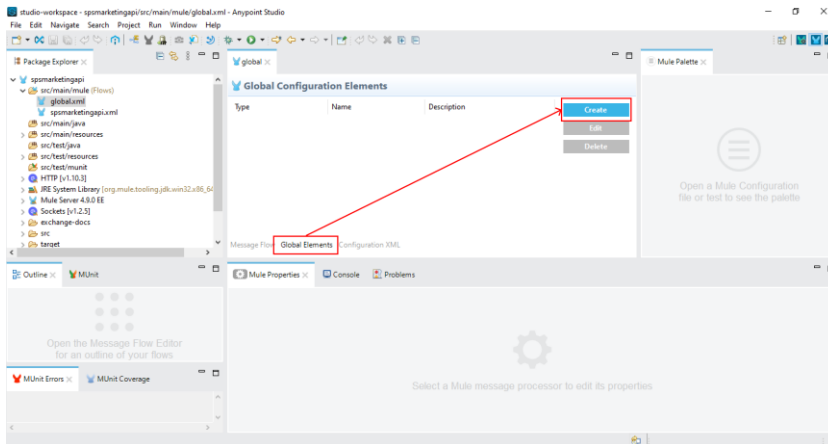 studio-workspace - spsmarketingapi/src/main/mule/global.xml - Anypoint Studio
File Edit Navigate Search Project Run Window Help
Package Explorer
spsmarketingapi
src/main/mule (Flows)
global.xml
spsmarketingapi.xml
src/main/java
src/main/resources
src/test/java
src/test/resources
src/test/munit
HTTP [v1.10.3]
JRE System Library [org.mule.tooling.jdk.win32.x86_64
Mule Server 4.9.0 EE
Sockets [v1.2.5]
exchange-docs
src
target
global
Global Configuration Elements
Type Name Description
Create
Edit
Delete
Message Flow Global Elements Configuration XML
Mule Palette
Open a Mule Configuration
file or test to see the palette
Outline MUnit
Open the Message Flow Editor
for an outline of your flows
MUnit Errors MUnit Coverage
Mule Properties Console Problems
Select a Mule message processor to edit its properties